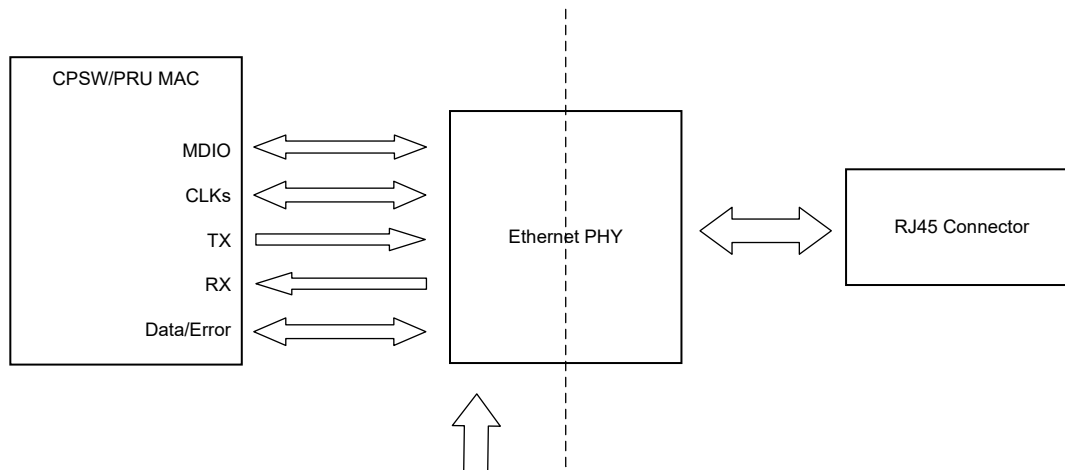 CPSW/PRU MAC
MDIO
CLKs
TX
RX
Data/Error
Ethernet PHY
RJ45 Connector